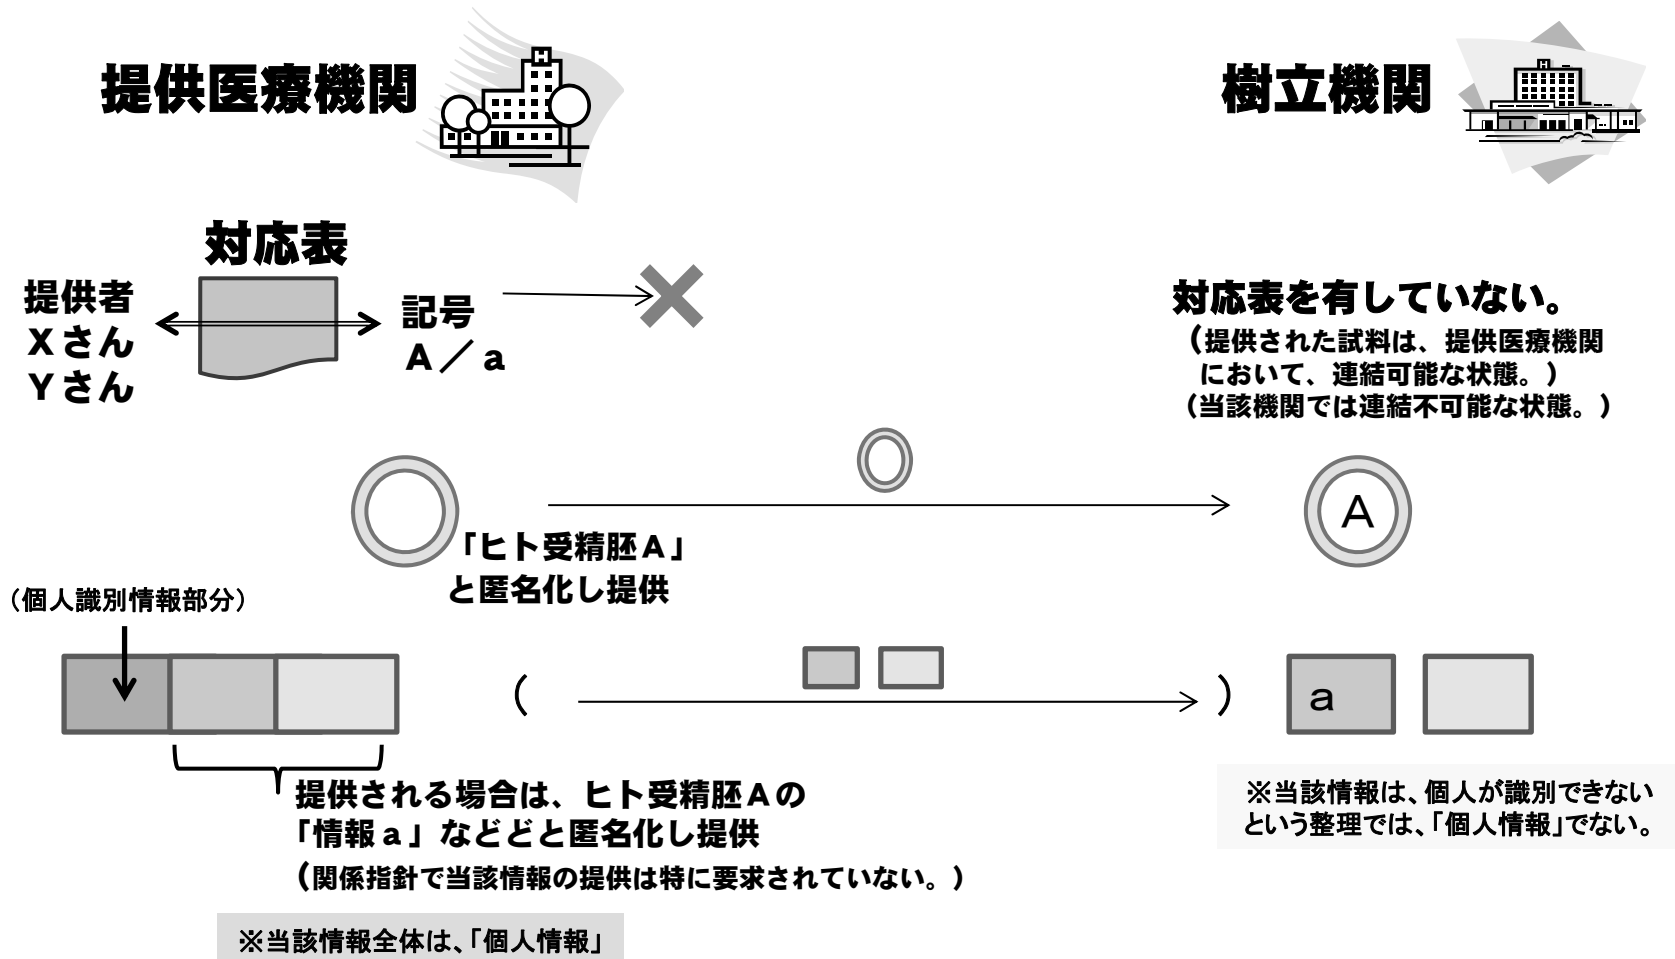 提供医療機関
樹立機関
対応表
提供者
Xさん
Yさん
記号
A/a
対応表を有していない。
(提供された試料は、提供医療機関
において、連結可能な状態。)
(当該機関では連結不可能な状態。)
A
「ヒト受精胚A」
と匿名化し提供
(個人識別情報部分)
(
)
a
提供される場合は、ヒト受精胚Aの
「情報a」などどと匿名化し提供
(関係指針で当該情報の提供は特に要求されていない。)
※当該情報は、個人が識別できない
という整理では、「個人情報」でない。
※当該情報全体は、「個人情報」